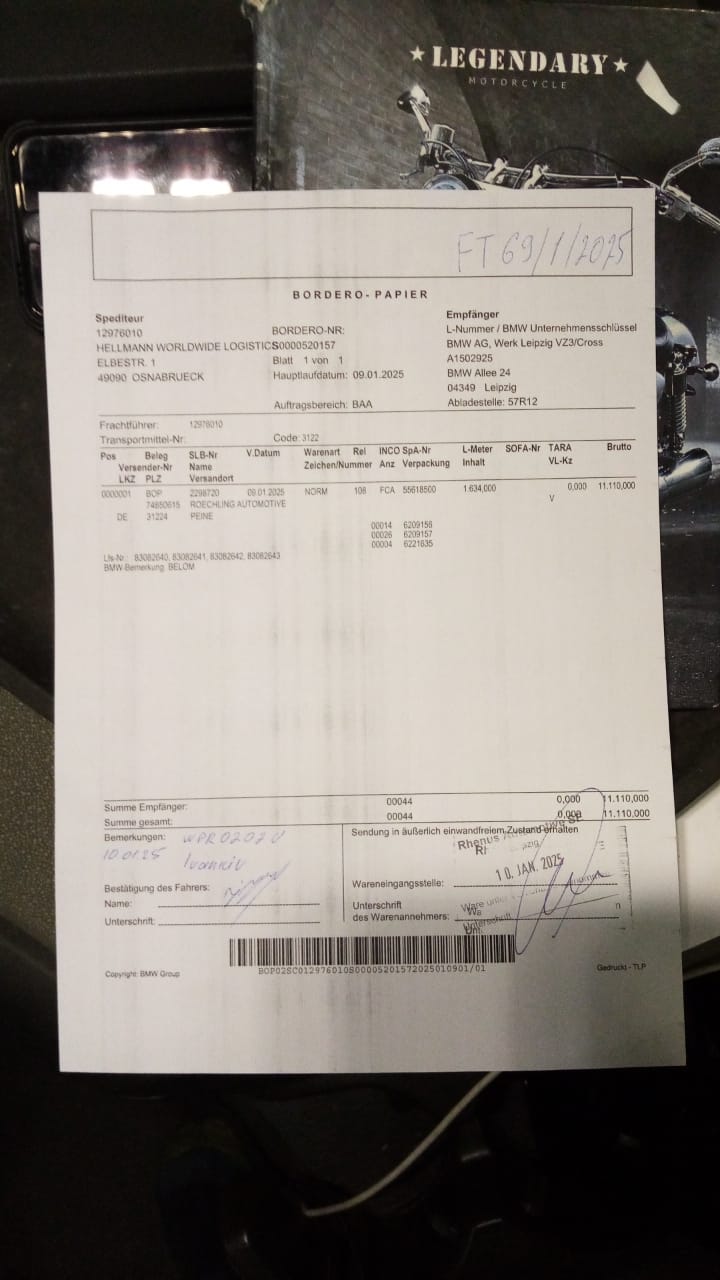 ★ LEGENDARY ★
MOTORCYCLE
FT 69/1/2025
BORDERO-PAPIER
Spediteur
12976010
HELLMANN WORLDWIDE LOGISTICS
ELBESTR. 1
49090 OSNABRUECK
BORDERO-NR:
S0000520157
Blatt 1 von 1
Hauptlaufdatum: 09.01.2025
Auftragsbereich: BAA
Empfänger
L-Nummer / BMW Unternehmensschlüssel
BMW AG, Werk Leipzig VZ3/Cross
A1502925
BMW Allee 24
04349 Leipzig
Abladestelle: 57R12
Frachtführer: 12976010
Transportmittel-Nr: Code: 3122
Pos Beleg SLB-Nr V.Datum Warenart Rel INCO SpA-Nr L-Meter SOFA-Nr TARA Brutto
Versender-Nr Name Zeichen/Nummer Anz Verpackung Inhalt VL-Kz
LKZ PLZ Versandort
0000001 BOP 2298720 09.01.2025 NORM 108 FCA 55618500 1.634,000 0,000 11.110,000
74850615 ROECHLING AUTOMOTIVE V
DE 31224 PEINE
00014 6209156
00026 6209157
00004 6221635
Lfs-Nr.: 83082640, 83082641, 83082642, 83082643
BMW-Bemerkung: BELOM
Summe Empfänger: 00044 0,000 11.110,000
Summe gesamt: 00044 0,000 11.110,000
Bemerkungen: WPR0202U
10.01.25
Bestätigung des Fahrers:
Name:
Unterschrift:
Sendung in äußerlich einwandfreiem Zustand erhalten
Rhenus
10. JAN. 2025
Wareneingangsstelle:
Unterschrift
des Warenannehmers:
BOP02SC012976010S00005201572025010901/01
Copyright: BMW Group
Gedruckt - TLP